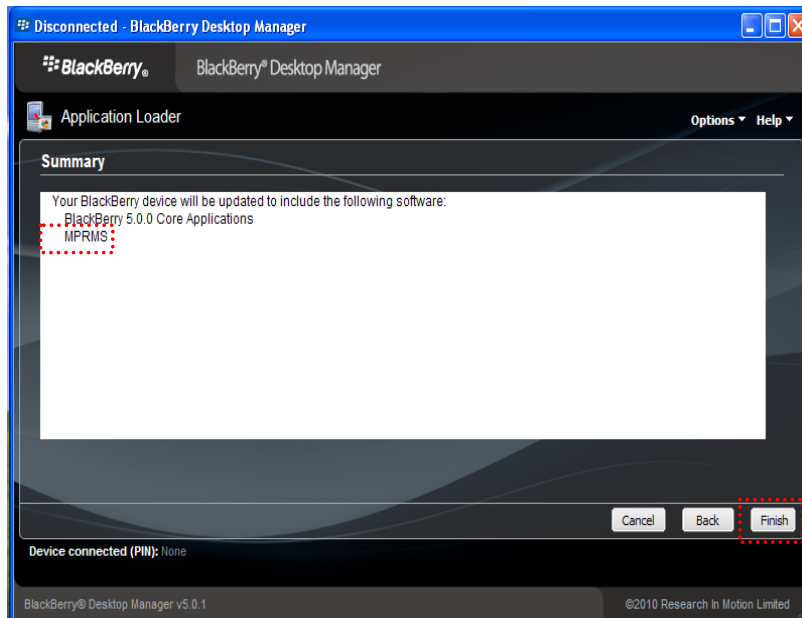 Disconnected - BlackBerry Desktop Manager
BlackBerry® BlackBerry® Desktop Manager
Application Loader Options Help
Summary
Your BlackBerry device will be updated to include the following software:
BlackBerry 5.0.0 Core Applications
MPRMS
Cancel Back Finish
Device connected (PIN): None
BlackBerry® Desktop Manager v5.0.1 ©2010 Research In Motion Limited